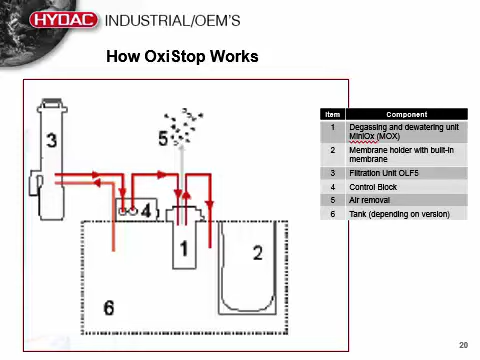 HYDAC INDUSTRIAL/OEM'S
How OxiStop Works
3
5
4
1
2
6
Item Component
1 Degassing and dewatering unit
MiniOx (MOX)
2 Membrane holder with built-in
membrane
3 Filtration Unit OLF5
4 Control Block
5 Air removal
6 Tank (depending on version)
20